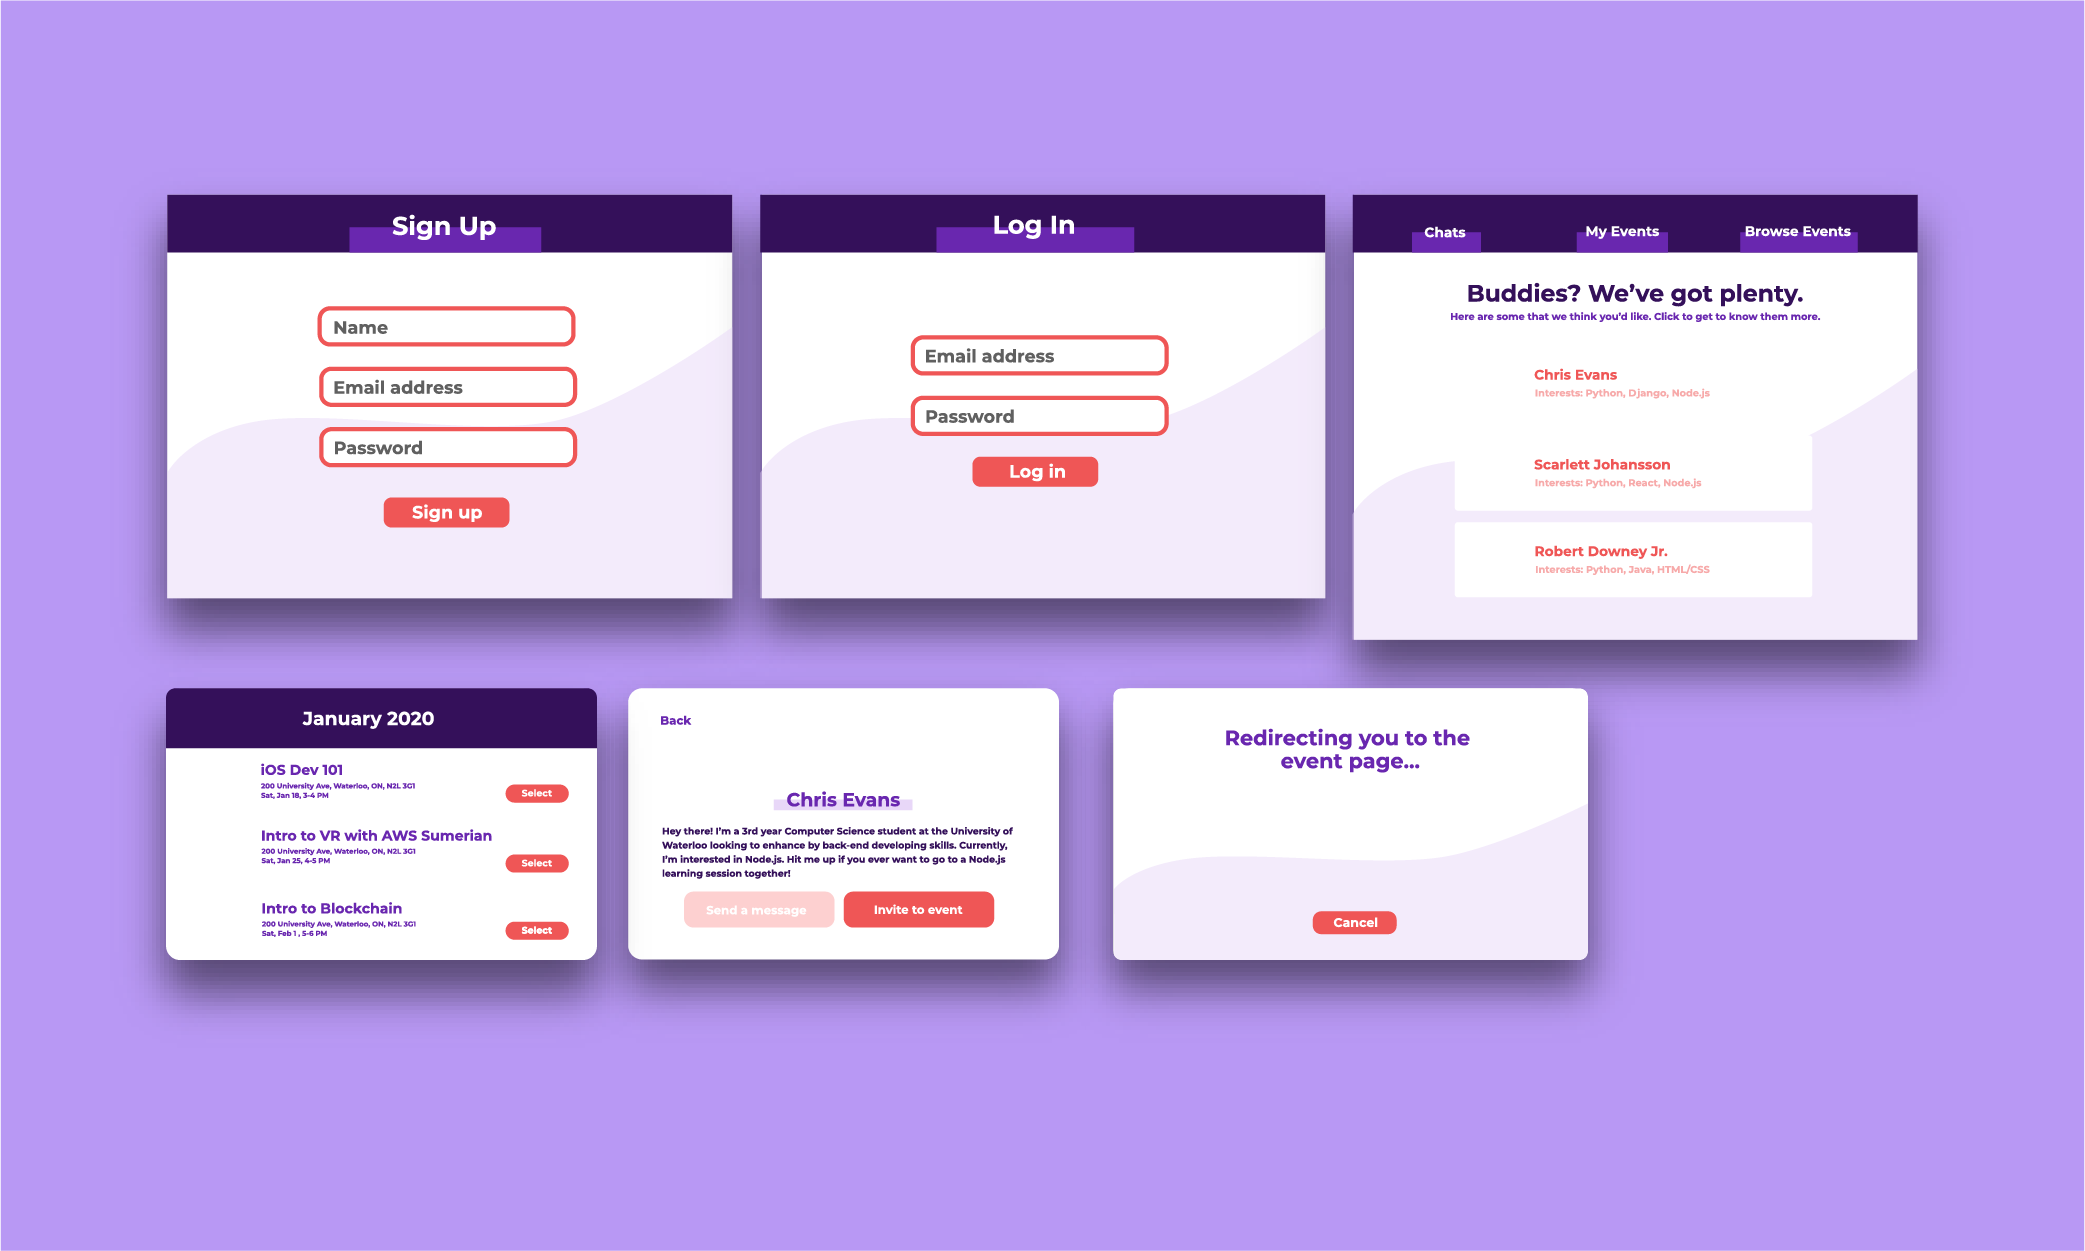 Sign Up
Name
Email address
Password
Sign up
Log In
Email address
Password
Log in
Chats
My Events
Browse Events
Buddies? We've got plenty.
Here are some that we think you'd like. Click to get to know them more.
Chris Evans
Interests: Python, Django, Node.js
Scarlett Johansson
Interests: Python, React, Node.js
Robert Downey Jr.
Interests: Python, Java, HTML/CSS
January 2020
iOS Dev 101
200 University Ave, Waterloo, ON, N2L 3G1
Sat, Jan 18, 3-4 PM
Select
Intro to VR with AWS Sumerian
200 University Ave, Waterloo, ON, N2L 3G1
Sat, Jan 25, 4-5 PM
Select
Intro to Blockchain
200 University Ave, Waterloo, ON, N2L 3G1
Sat, Feb 1 , 5-6 PM
Select
Back
Chris Evans
Hey there! I'm a 3rd year Computer Science student at the University of
Waterloo looking to enhance by back-end developing skills. Currently,
I'm interested in Node.js. Hit me up if you ever want to go to a Node.js
learning session together!
Send a message
Invite to event
Redirecting you to the
event page...
Cancel